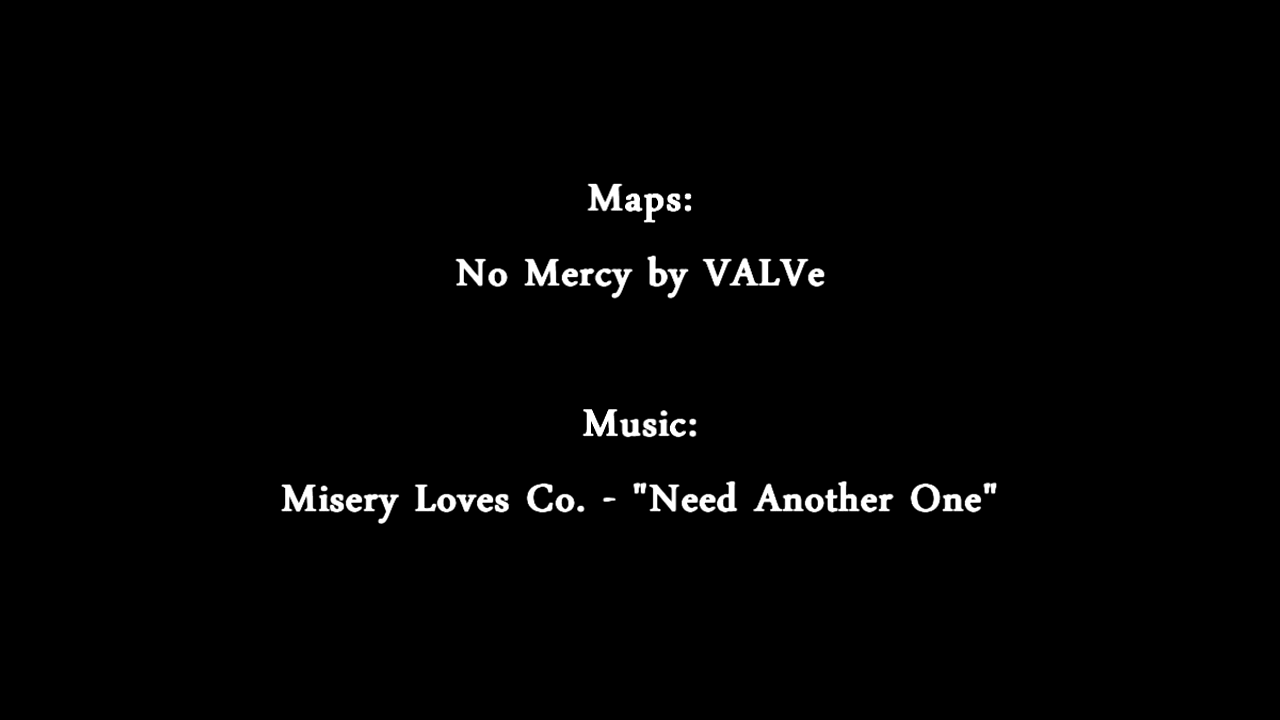 Maps:
No Mercy by VALVe
Music:
Misery Loves Co. - "Need Another One"